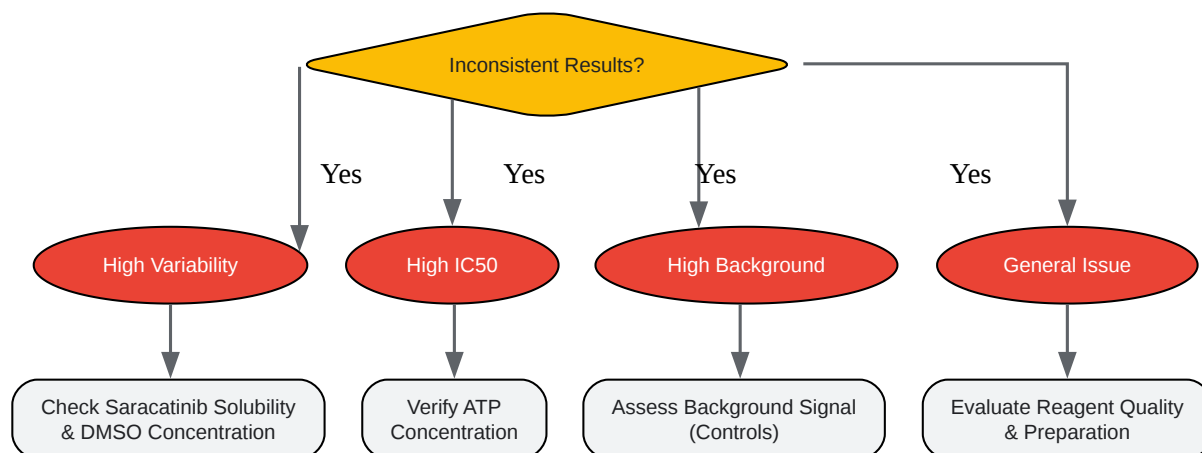 Inconsistent Results?
Yes
Yes
Yes
Yes
High Variability
High IC50
High Background
General Issue
Check Saracatinib Solubility
& DMSO Concentration
Verify ATP
Concentration
Assess Background Signal
(Controls)
Evaluate Reagent Quality
& Preparation